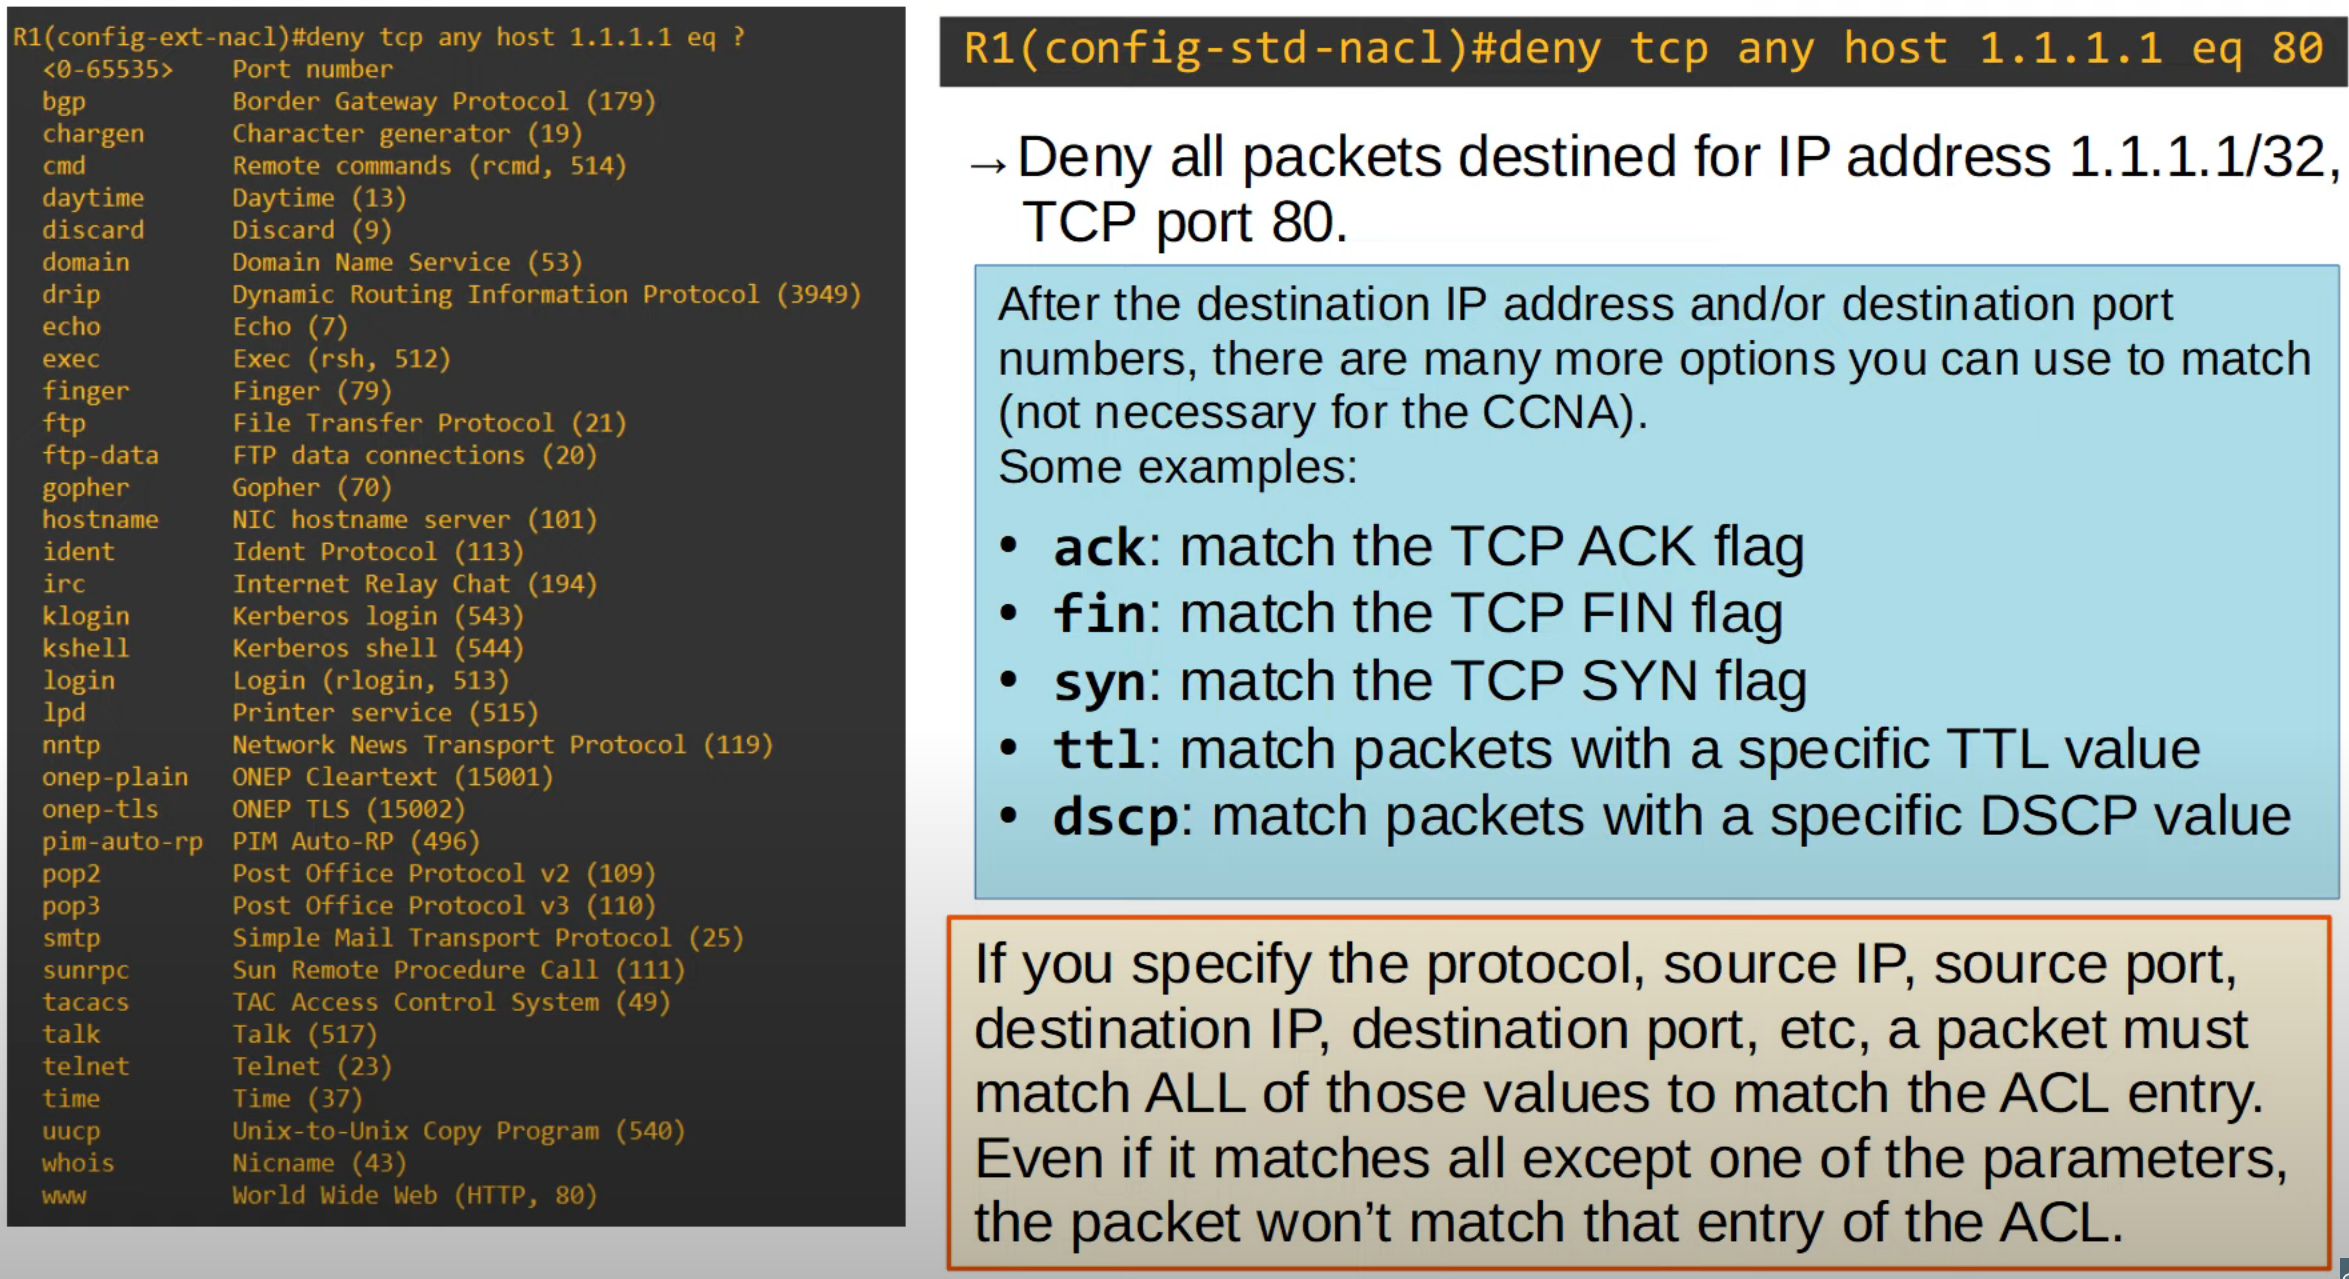 R1(config-ext-nacl)#deny tcp any host 1.1.1.1 eq ?
<0-65535> Port number
bgp Border Gateway Protocol (179)
chargen Character generator (19)
cmd Remote commands (rcmd, 514)
daytime Daytime (13)
discard Discard (9)
domain Domain Name Service (53)
drip Dynamic Routing Information Protocol (3949)
echo Echo (7)
exec Exec (rsh, 512)
finger Finger (79)
ftp File Transfer Protocol (21)
ftp-data FTP data connections (20)
gopher Gopher (70)
hostname NIC hostname server (101)
ident Ident Protocol (113)
irc Internet Relay Chat (194)
klogin Kerberos login (543)
kshell Kerberos shell (544)
login Login (rlogin, 513)
lpd Printer service (515)
nntp Network News Transport Protocol (119)
onep-plain ONEP Cleartext (15001)
onep-tls ONEP TLS (15002)
pim-auto-rp PIM Auto-RP (496)
pop2 Post Office Protocol v2 (109)
pop3 Post Office Protocol v3 (110)
smtp Simple Mail Transport Protocol (25)
sunrpc Sun Remote Procedure Call (111)
tacacs TAC Access Control System (49)
talk Talk (517)
telnet Telnet (23)
time Time (37)
uucp Unix-to-Unix Copy Program (540)
whois Nicname (43)
www World Wide Web (HTTP, 80)
R1(config-std-nacl)#deny tcp any host 1.1.1.1 eq 80
→Deny all packets destined for IP address 1.1.1.1/32,
TCP port 80.
After the destination IP address and/or destination port
numbers, there are many more options you can use to match
(not necessary for the CCNA).
Some examples:
• ack: match the TCP ACK flag
• fin: match the TCP FIN flag
• syn: match the TCP SYN flag
• ttl: match packets with a specific TTL value
• dscp: match packets with a specific DSCP value
If you specify the protocol, source IP, source port,
destination IP, destination port, etc, a packet must
match ALL of those values to match the ACL entry.
Even if it matches all except one of the parameters,
the packet won't match that entry of the ACL.